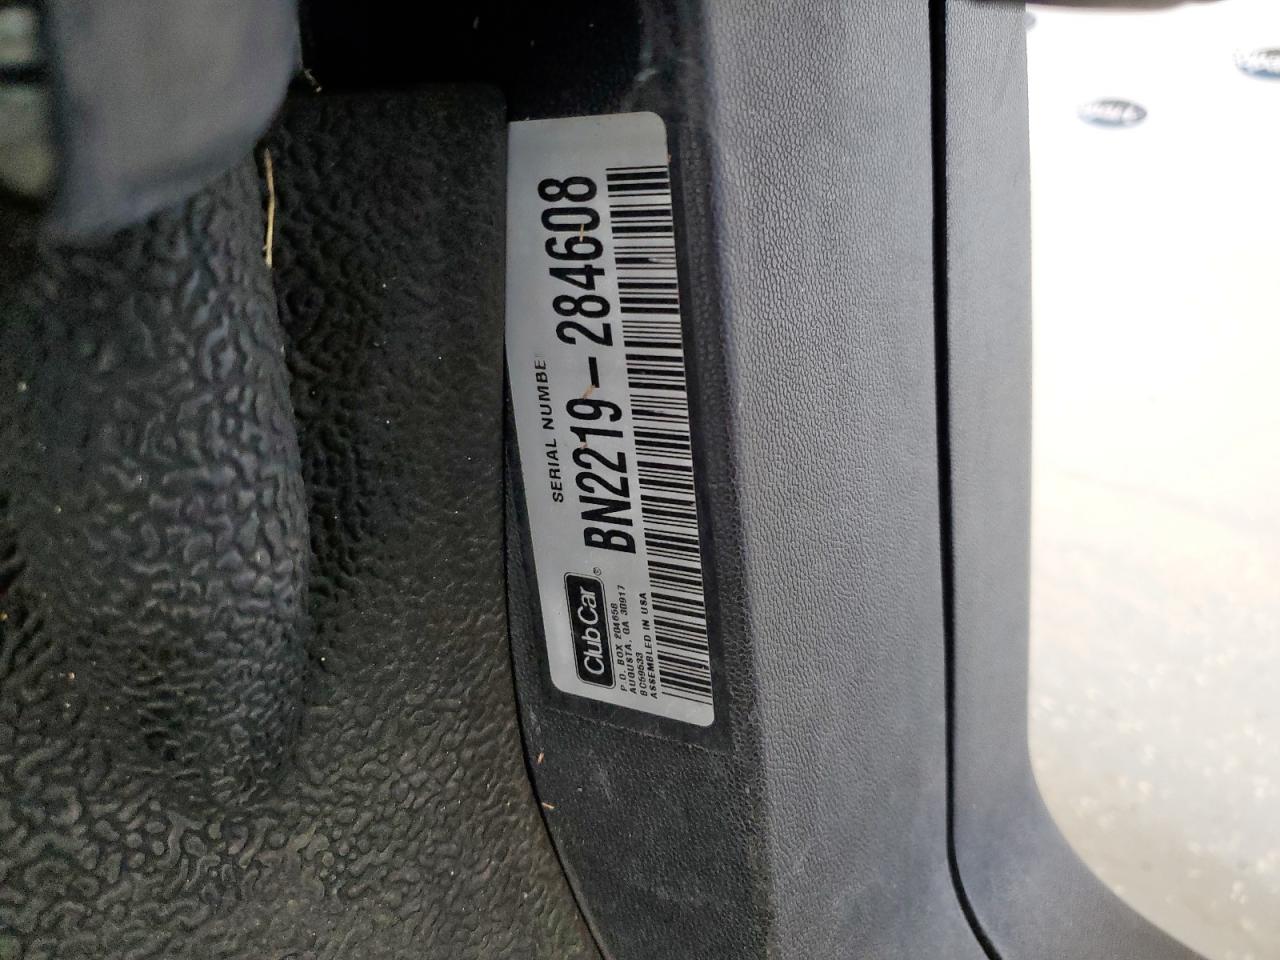 SERIAL NUMBE
BN2219-284608
Club Car®
P.O. BOX 204658
AUGUSTA, GA 30917
ASSEMBLED IN USA